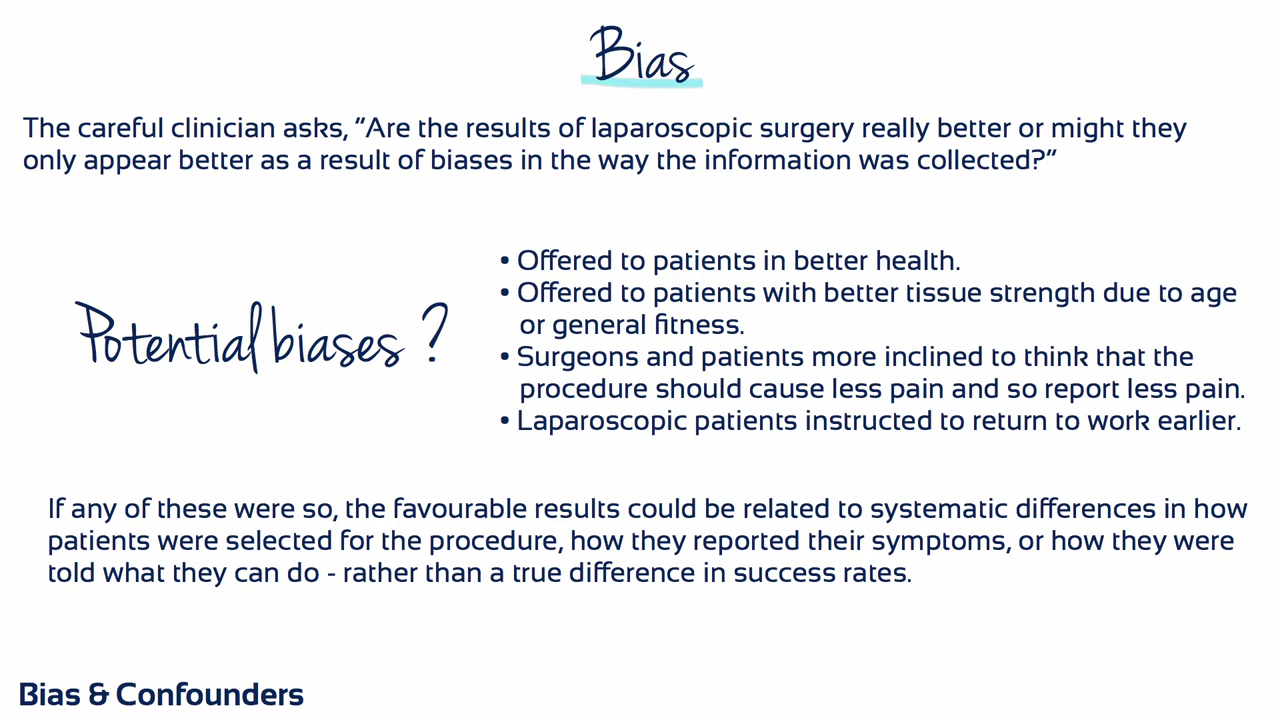 Bias
The careful clinician asks, "Are the results of laparoscopic surgery really better or might they
only appear better as a result of biases in the way the information was collected?"
Potential biases ?
• Offered to patients in better health.
• Offered to patients with better tissue strength due to age
or general fitness.
• Surgeons and patients more inclined to think that the
procedure should cause less pain and so report less pain.
• Laparoscopic patients instructed to return to work earlier.
If any of these were so, the favourable results could be related to systematic differences in how
patients were selected for the procedure, how they reported their symptoms, or how they were
told what they can do - rather than a true difference in success rates.
Bias & Confounders